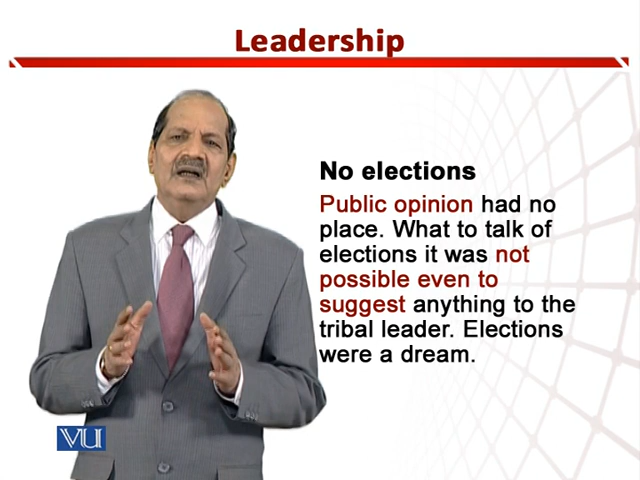 Leadership
No elections
Public opinion had no
place. What to talk of
elections it was not
possible even to
suggest anything to the
tribal leader. Elections
were a dream.
VU